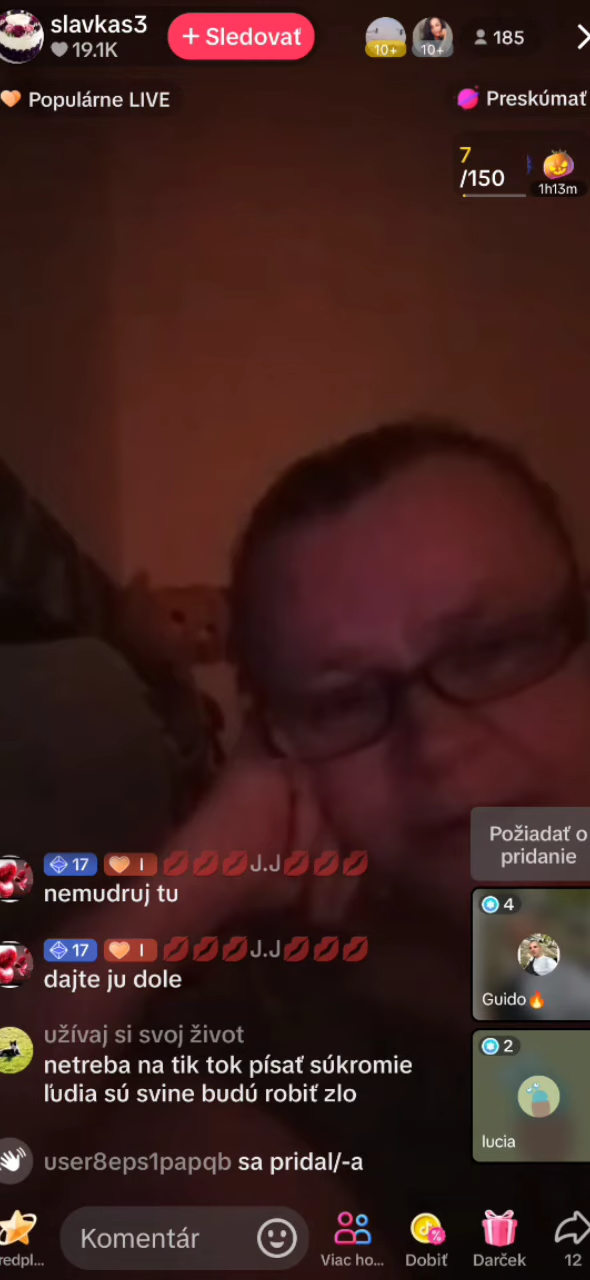 slavkas3
19.1K
+ Sledovať
10+
10+
185
Populárne LIVE
Preskúmať
7
/150
1h13m
Požiadať o
pridanie
17 I J.J
nemudruj tu
17 I J.J
dajte ju dole
4
Guido
užívaj si svoj život
netreba na tik tok písať súkromie
ľudia sú svine budú robiť zlo
2
lucia
user8eps1papqb sa pridal/-a
Komentár
redpl...
Viac ho...
Dobiť
Darček
12